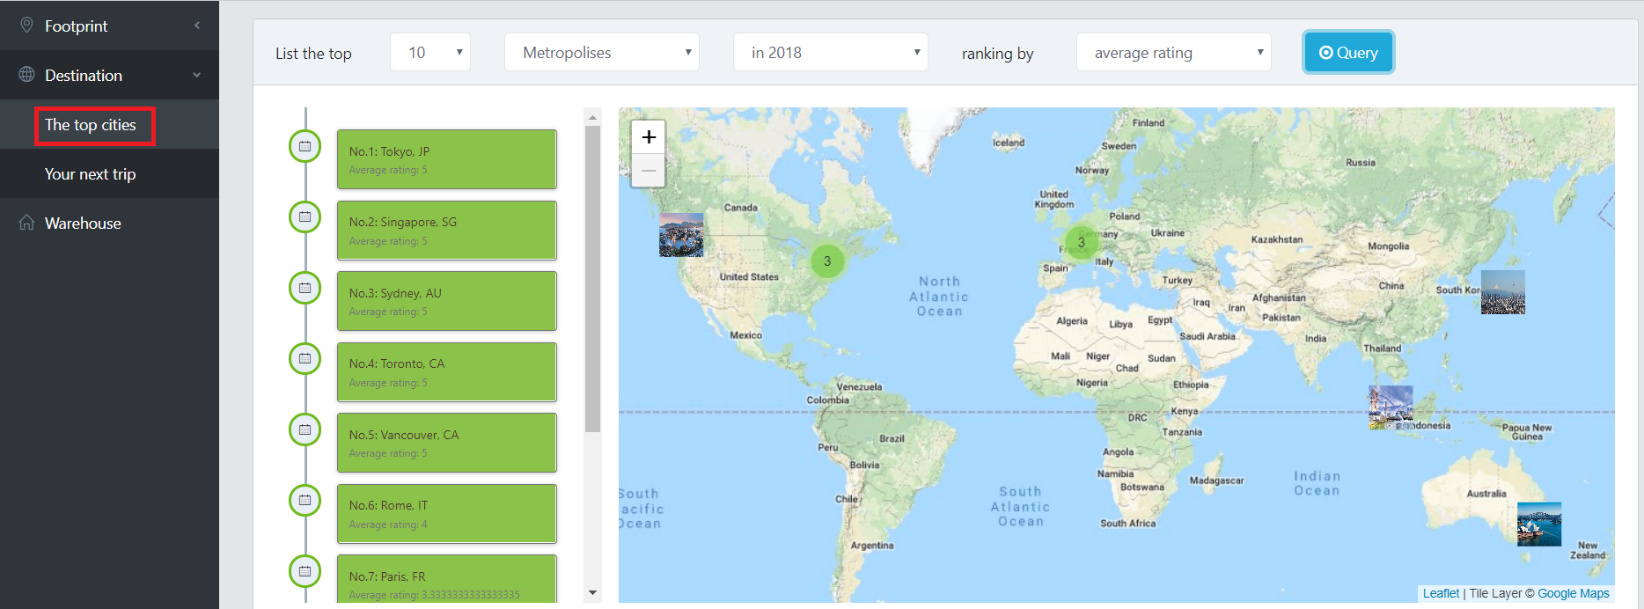 Footprint
Destination
The top cities
Your next trip
Warehouse
List the top 10 Metropolises in 2018 ranking by average rating Query
No.1: Tokyo, JP
Average rating: 5
No.2: Singapore, SG
Average rating: 5
No.3: Sydney, AU
Average rating: 5
No.4: Toronto, CA
Average rating: 5
No.5: Vancouver, CA
Average rating: 5
No.6: Rome, IT
Average rating: 4
No.7: Paris, FR
Average rating: 3.3333333333333335
+
−
Finland
Iceland
Sweden
Russia
Norway
Canada
United
Kingdom
Poland
Ukraine
3
many
Kazakhstan
Mongolia
3
Fr
Italy
Spain
United States
Turkey
China
South Kor
North
Atlantic
Ocean
Iraq
Iran
Afghanistan
Pakistan
Algeria
Libya
Egypt
Saudi Arabia
India
Mexico
Thailand
Mali
Niger
Sudan
Chad
Nigeria
Ethiopia
Venezuela
Colombia
DRC
Kenya
ndonesia
Papua New
Guinea
Tanzania
Brazil
Peru
Angola
Bolivia
Namibia
Botswana
Madagascar
Indian
Ocean
South
acific
Ocean
Chile
South
Atlantic
Ocean
Australia
South Africa
Argentina
New
Zealand
Leaflet | Tile Layer © Google Maps